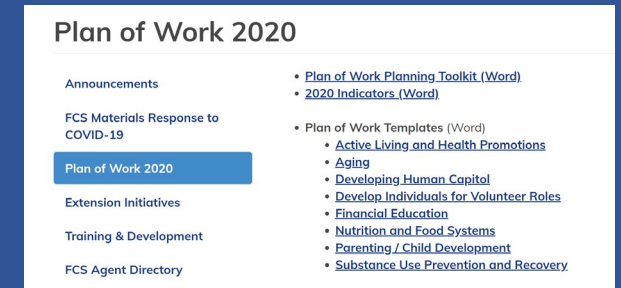 Plan of Work 2020
Announcements
FCS Materials Response to
COVID-19
Plan of Work 2020
Extension Initiatives
Training & Development
FCS Agent Directory
• Plan of Work Planning Toolkit (Word)
• 2020 Indicators (Word)
• Plan of Work Templates (Word)
• Active Living and Health Promotions
• Aging
• Developing Human Capitol
• Develop Individuals for Volunteer Roles
• Financial Education
• Nutrition and Food Systems
• Parenting / Child Development
• Substance Use Prevention and Recovery